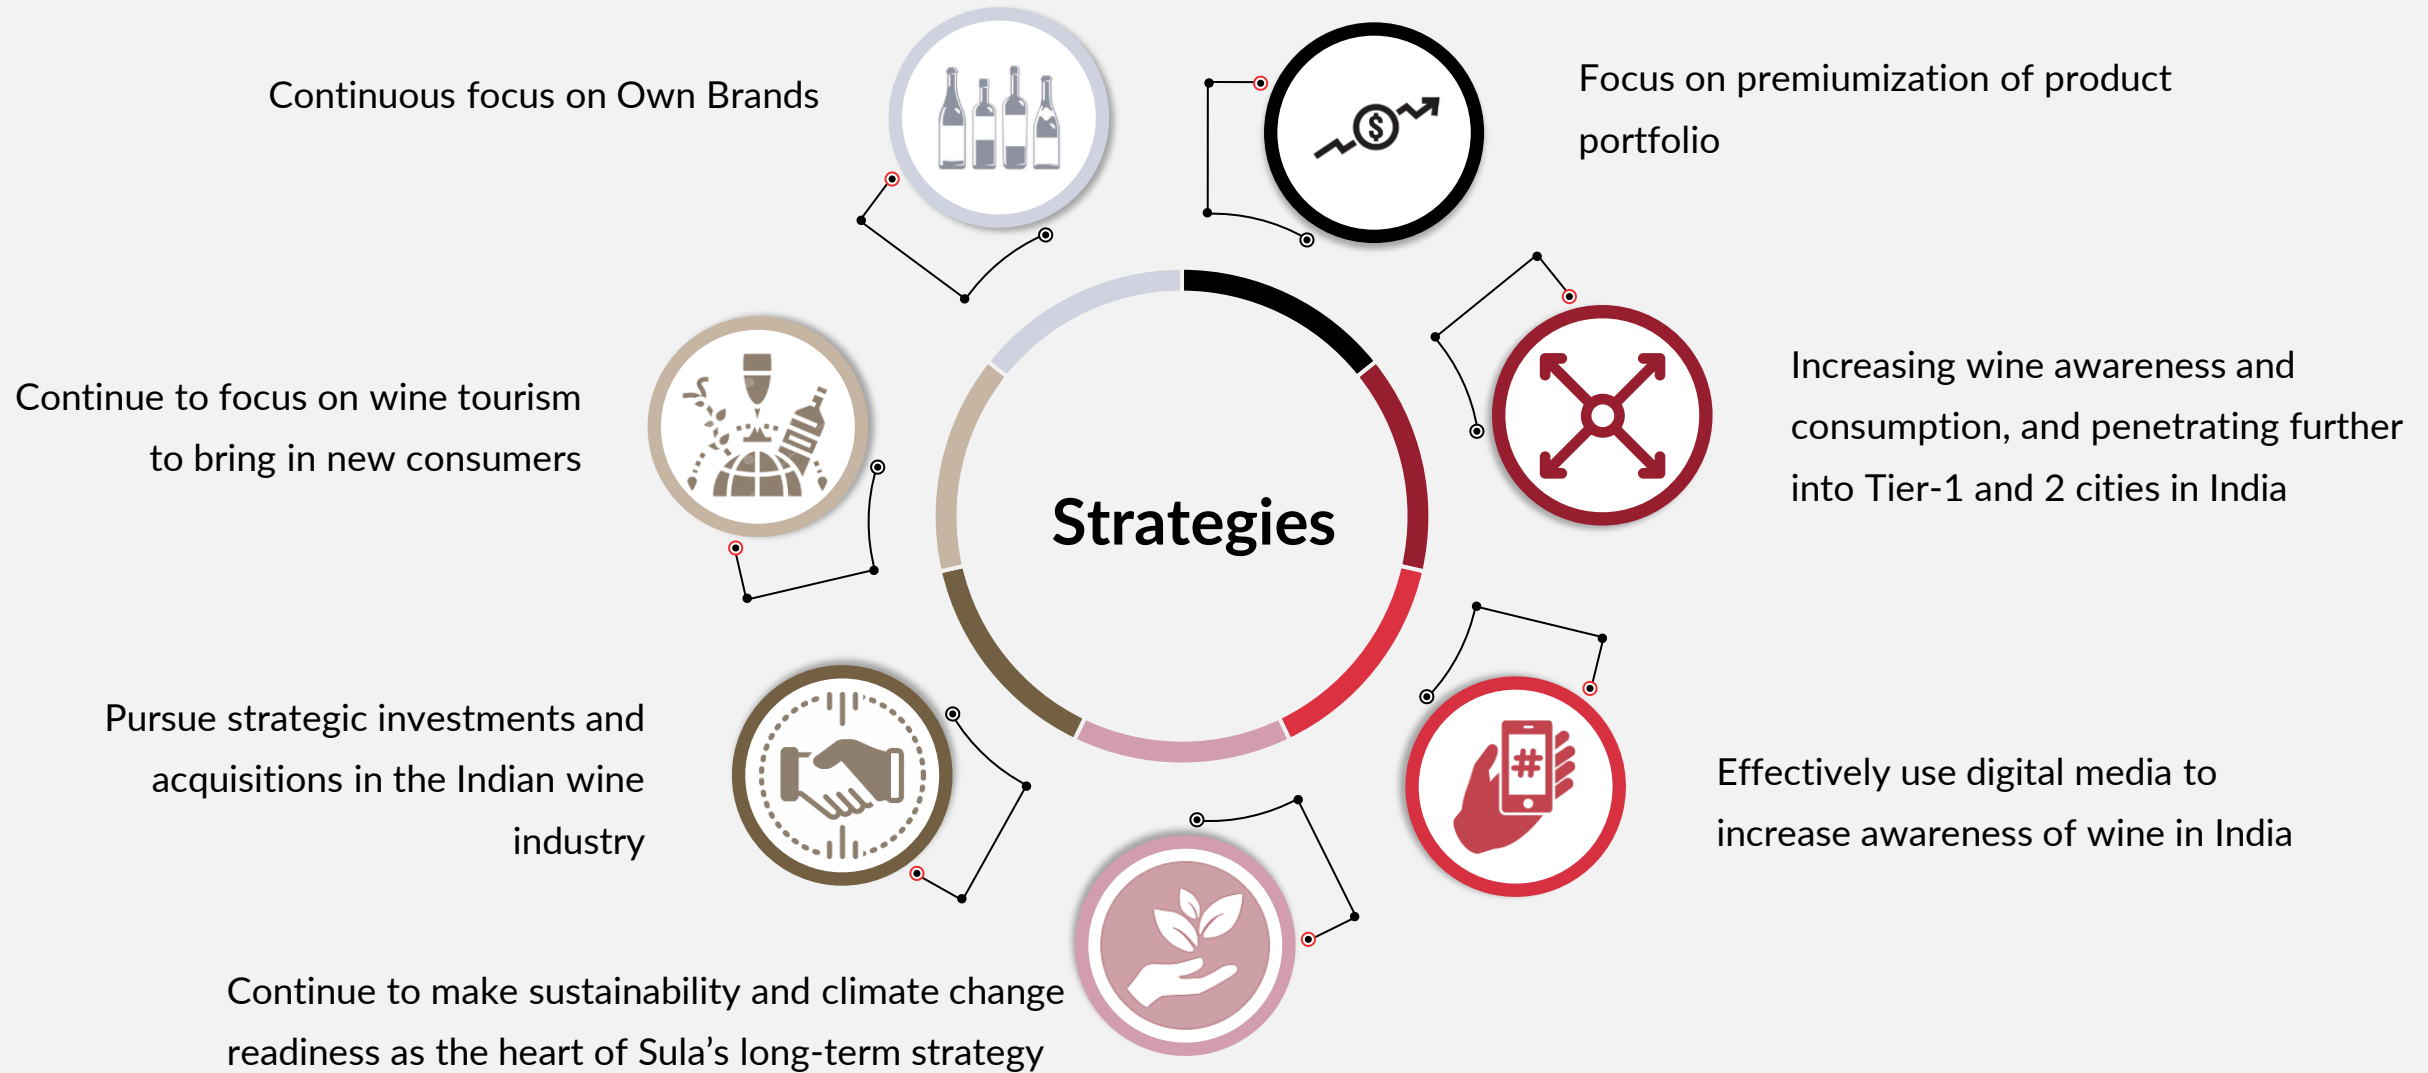 Continuous focus on Own Brands
Focus on premiumization of product
portfolio
$
Increasing wine awareness and
consumption, and penetrating further
into Tier-1 and 2 cities in India
Continue to focus on wine tourism
to bring in new consumers
Strategies
Pursue strategic investments and
acquisitions in the Indian wine
industry
#
Effectively use digital media to
increase awareness of wine in India
Continue to make sustainability and climate change
readiness as the heart of Sula’s long-term strategy